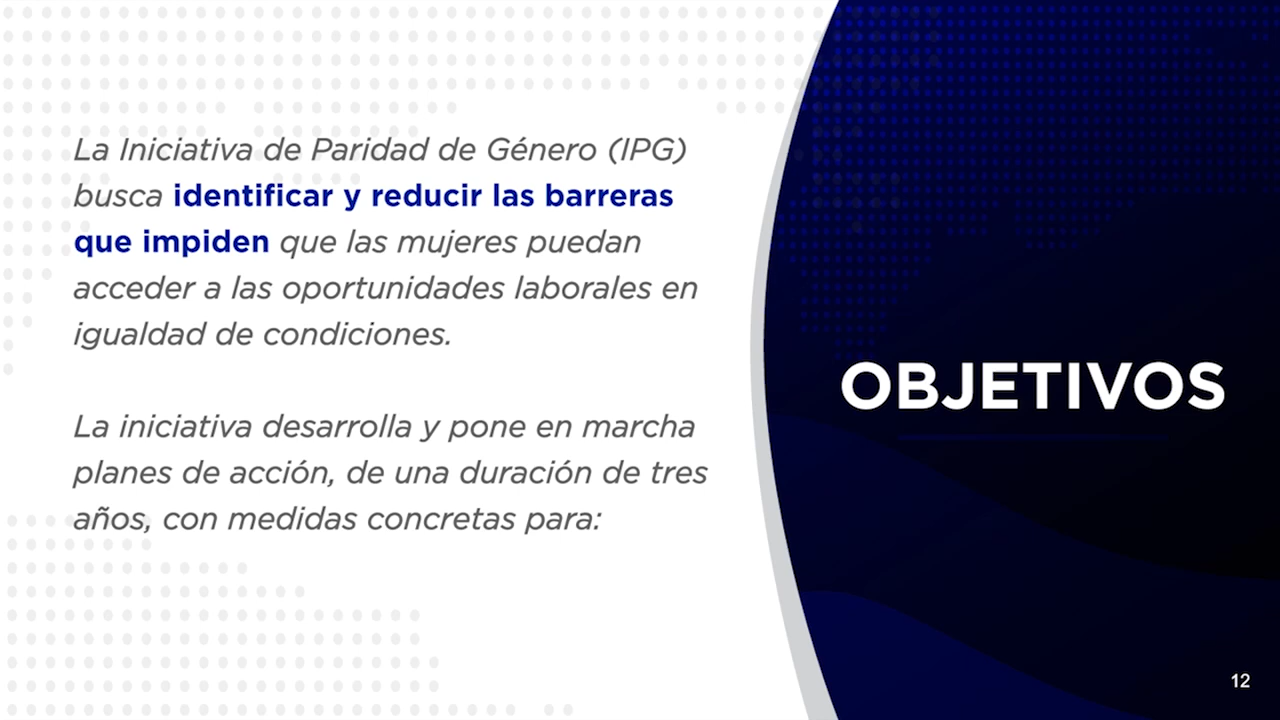 La Iniciativa de Paridad de Género (IPG)
busca identificar y reducir las barreras
que impiden que las mujeres puedan
acceder a las oportunidades laborales en
igualdad de condiciones.
La iniciativa desarrolla y pone en marcha
planes de acción, de una duración de tres
años, con medidas concretas para:
OBJETIVOS
12